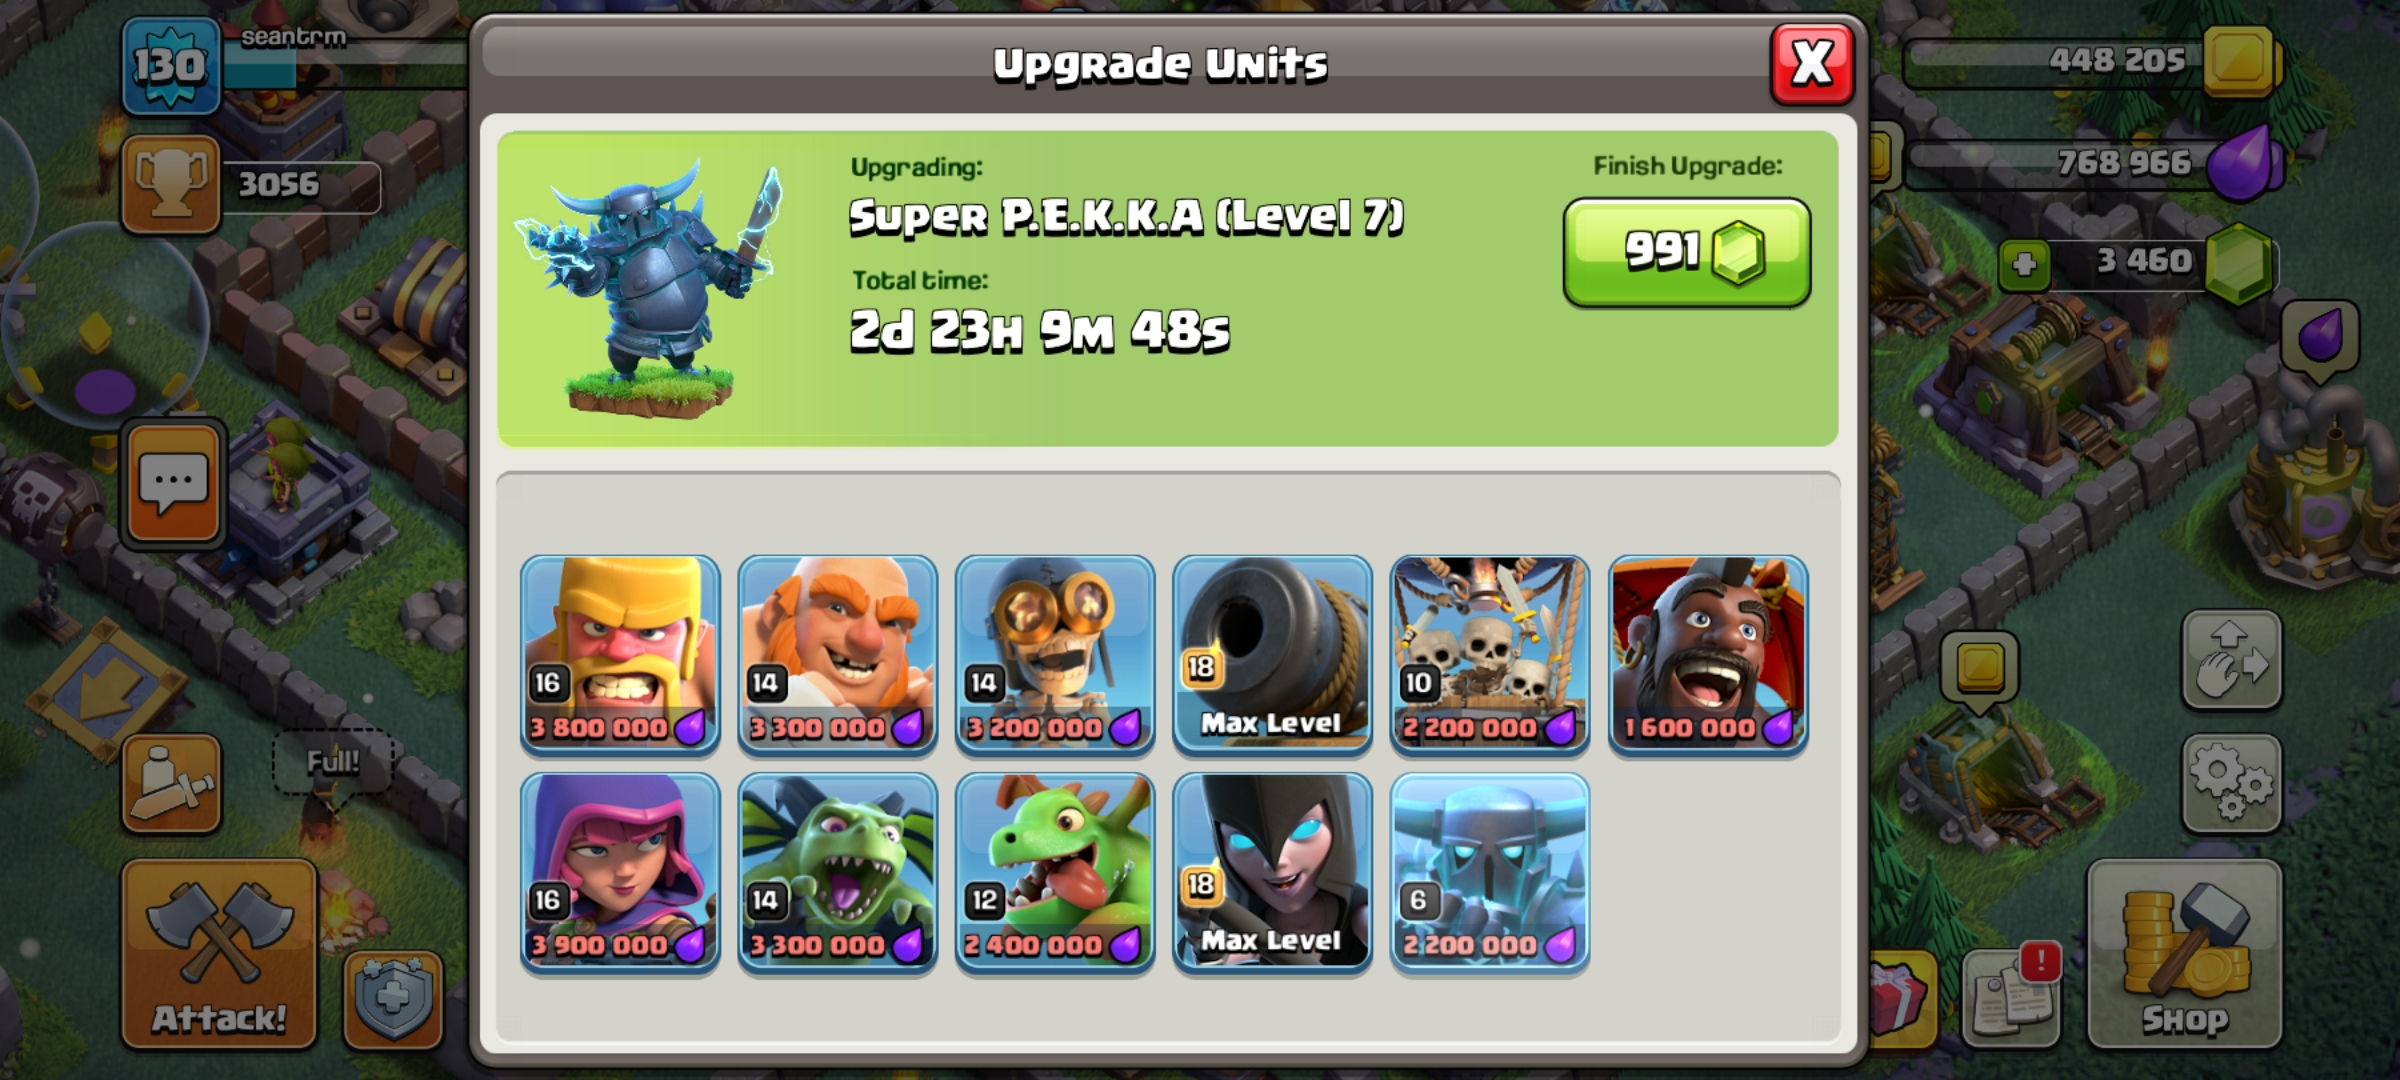 130
seantrm
3056
Upgrade Units
X
448 205
768 966
3 460
Upgrading:
Super P.E.K.K.A (Level 7)
Total time:
2d 23H 9M 48s
Finish Upgrade:
991
16
3 800 000
14
3 300 000
14
3 200 000
18
Max Level
10
2 200 000
1 600 000
16
3 900 000
14
3 300 000
12
2 400 000
18
Max Level
6
2 200 000
Full!
Attack!
!
Shop